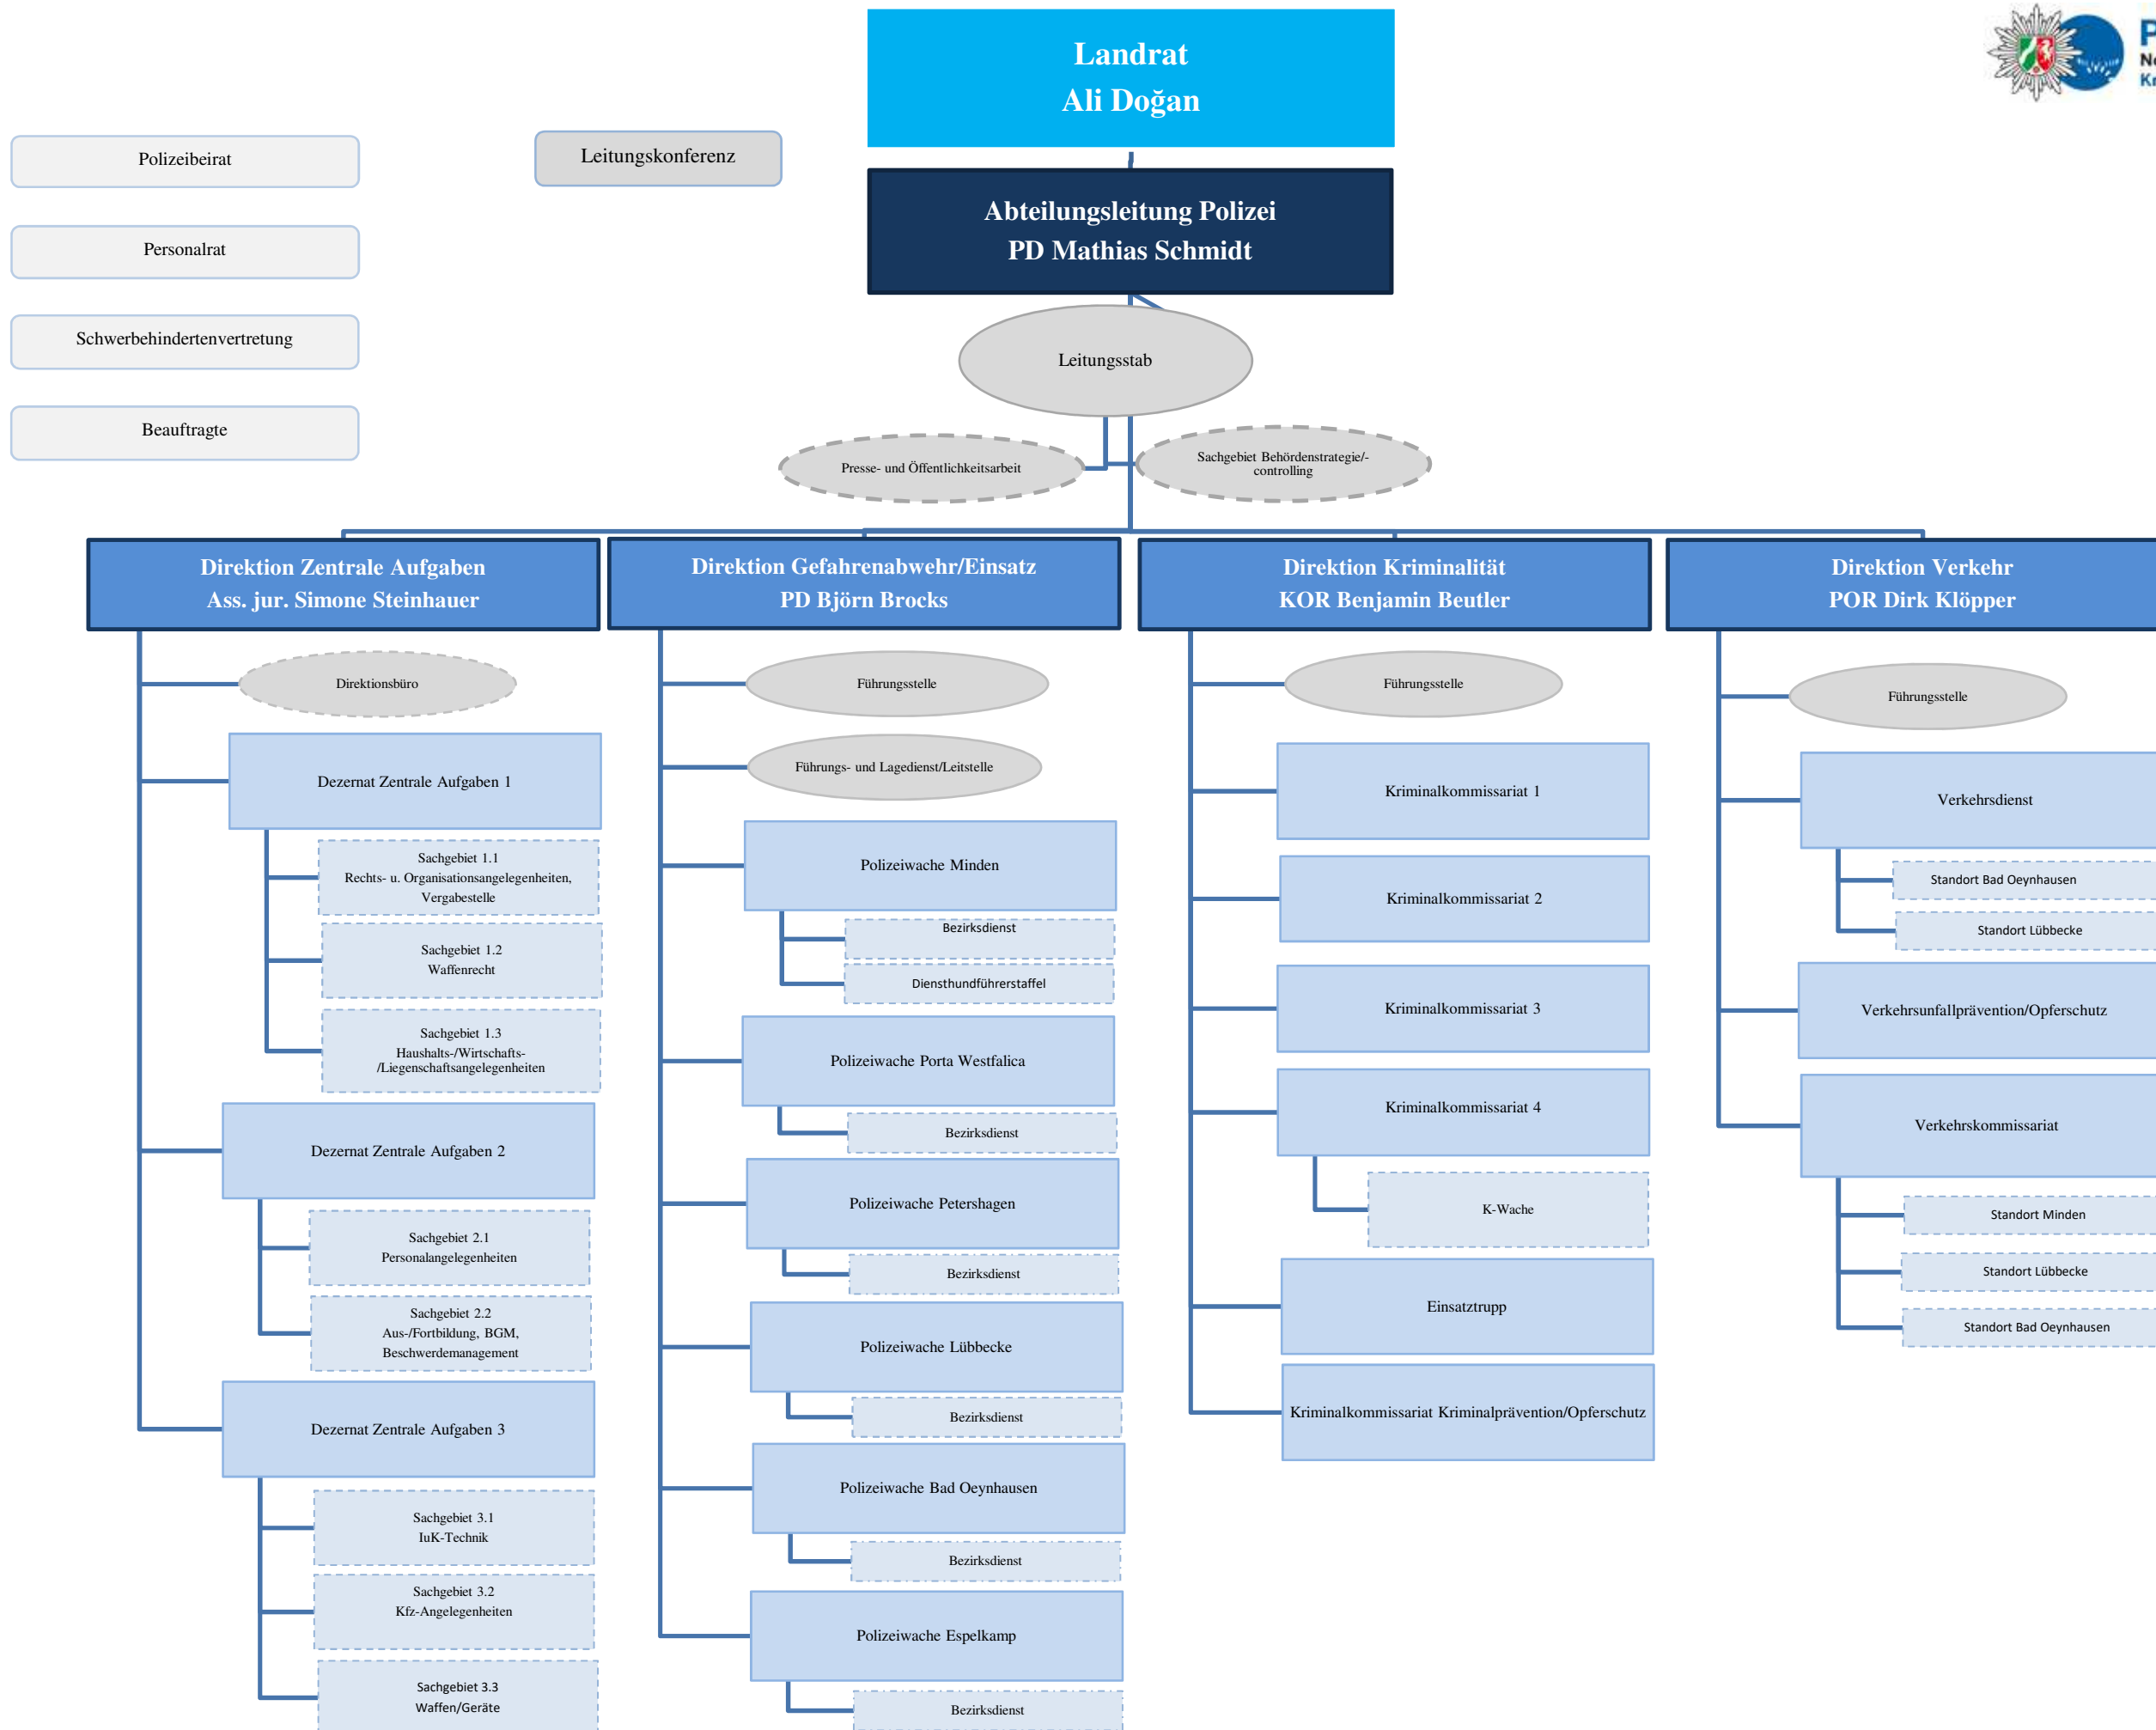 Landrat
Ali Doğan
Polizeibeirat
Leitungskonferenz
Abteilungsleitung Polizei
PD Mathias Schmidt
Personalrat
Schwerbehindertenvertretung
Beauftragte
Leitungsstab
Presse- und Öffentlichkeitsarbeit
Sachgebiet Behördenstrategie/-
controlling
Direktion Zentrale Aufgaben
Ass. jur. Simone Steinhauer
Direktionsbüro
Dezernat Zentrale Aufgaben 1
Sachgebiet 1.1
Rechts- u. Organisationsangelegenheiten,
Vergabestelle
Sachgebiet 1.2
Waffenrecht
Sachgebiet 1.3
Haushalts-/Wirtschafts-
/Liegenschaftsangelegenheiten
Dezernat Zentrale Aufgaben 2
Sachgebiet 2.1
Personalangelegenheiten
Sachgebiet 2.2
Aus-/Fortbildung, BGM,
Beschwerdemanagement
Dezernat Zentrale Aufgaben 3
Sachgebiet 3.1
IuK-Technik
Sachgebiet 3.2
Kfz-Angelegenheiten
Sachgebiet 3.3
Waffen/Geräte
Direktion Gefahrenabwehr/Einsatz
PD Björn Brocks
Führungsstelle
Führungs- und Lagedienst/Leitstelle
Polizeiwache Minden
Bezirksdienst
Diensthundführerstaffel
Polizeiwache Porta Westfalica
Bezirksdienst
Polizeiwache Petershagen
Bezirksdienst
Polizeiwache Lübbecke
Bezirksdienst
Polizeiwache Bad Oeynhausen
Bezirksdienst
Polizeiwache Espelkamp
Bezirksdienst
Direktion Kriminalität
KOR Benjamin Beutler
Führungsstelle
Kriminalkommissariat 1
Kriminalkommissariat 2
Kriminalkommissariat 3
Kriminalkommissariat 4
K-Wache
Einsatztrupp
Kriminalkommissariat Kriminalprävention/Opferschutz
Direktion Verkehr
POR Dirk Klöpper
Führungsstelle
Verkehrsdienst
Standort Bad Oeynhausen
Standort Lübbecke
Verkehrsunfallprävention/Opferschutz
Verkehrskommissariat
Standort Minden
Standort Lübbecke
Standort Bad Oeynhausen